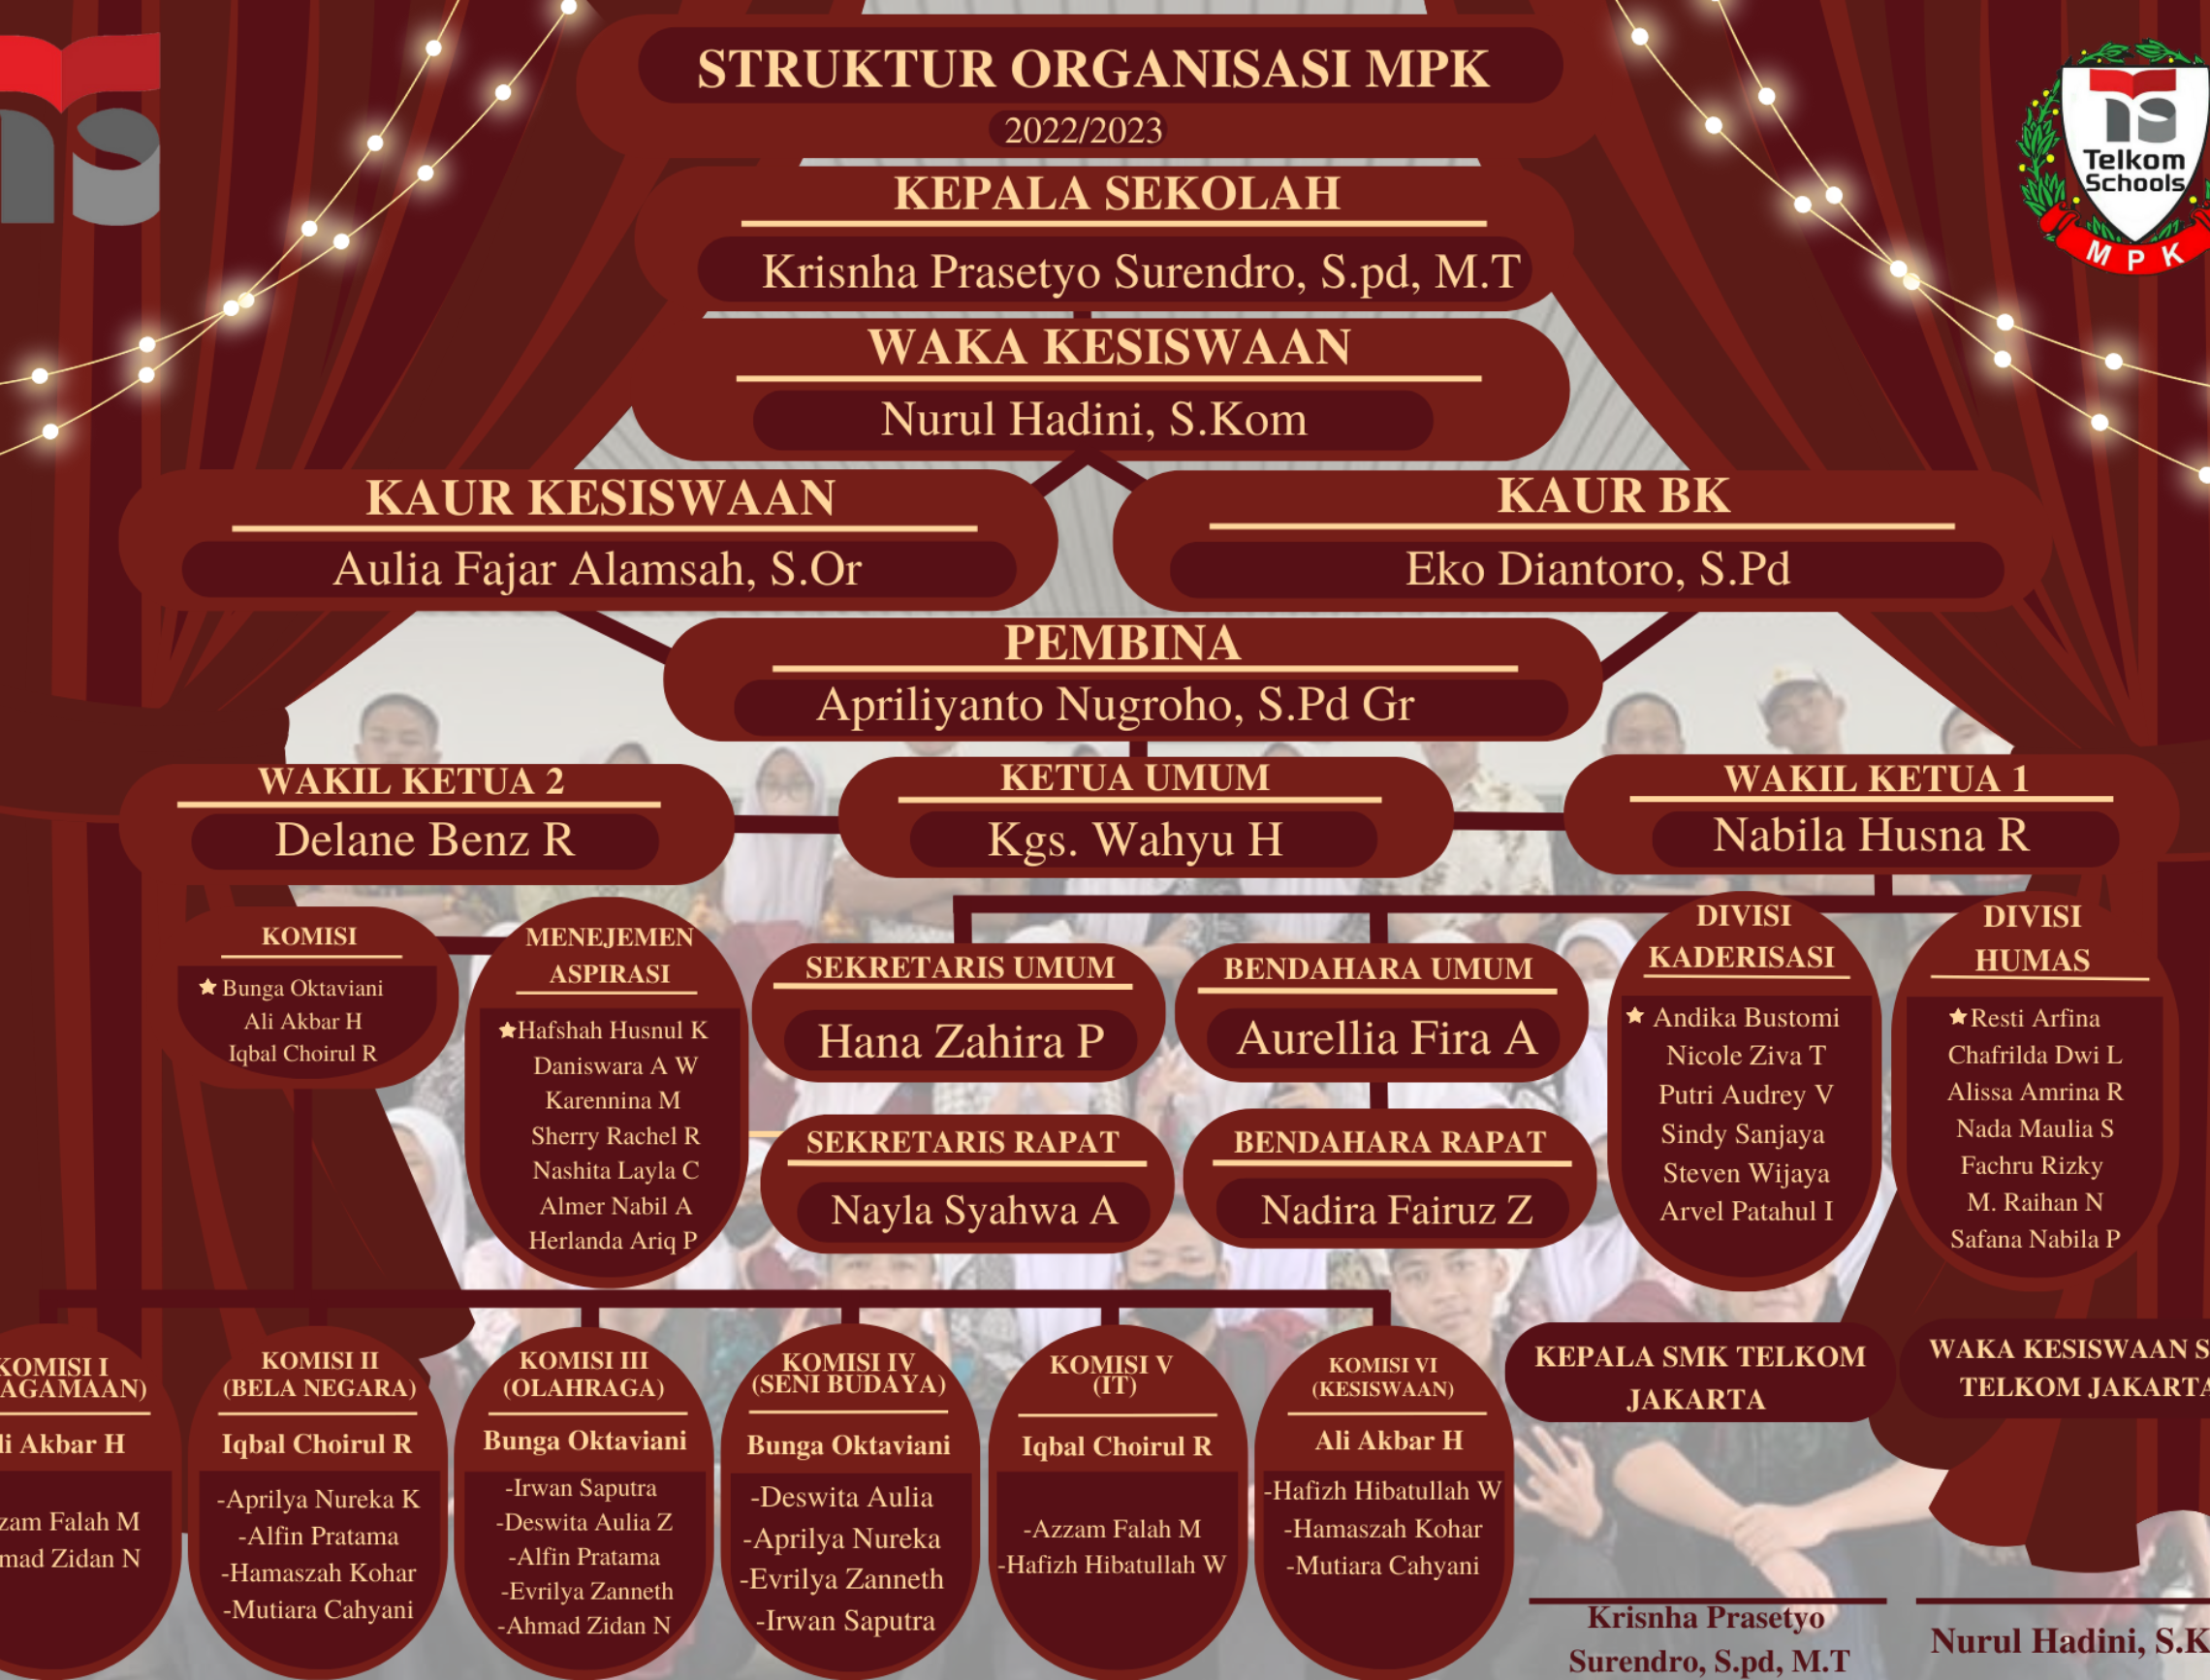 STRUKTUR ORGANISASI MPK
2022/2023
Telkom
Schools
MPK
KEPALA SEKOLAH
Krisnha Prasetyo Surendro, S.pd, M.T
WAKA KESISWAAN
Nurul Hadini, S.Kom
KAUR KESISWAAN
Aulia Fajar Alamsah, S.Or
KAUR BK
Eko Diantoro, S.Pd
PEMBINA
Apriliyanto Nugroho, S.Pd Gr
WAKIL KETUA 2
Delane Benz R
KETUA UMUM
Kgs. Wahyu H
WAKIL KETUA 1
Nabila Husna R
KOMISI
Bunga Oktaviani
Ali Akbar H
Iqbal Choirul R
MENEJEMEN
ASPIRASI
Hafshah Husnul K
Daniswara A W
Karennina M
Sherry Rachel R
Nashita Layla C
Almer Nabil A
Herlanda Ariq P
SEKRETARIS UMUM
Hana Zahira P
BENDAHARA UMUM
Aurellia Fira A
SEKRETARIS RAPAT
Nayla Syahwa A
BENDAHARA RAPAT
Nadira Fairuz Z
DIVISI
KADERISASI
Andika Bustomi
Nicole Ziva T
Putri Audrey V
Sindy Sanjaya
Steven Wijaya
Arvel Patahul I
DIVISI
HUMAS
Resti Arfina
Chafrilda Dwi L
Alissa Amrina R
Nada Maulia S
Fachru Rizky
M. Raihan N
Safana Nabila P
KOMISI I
AGAMAAN)
li Akbar H
zam Falah M
mad Zidan N
KOMISI II
(BELA NEGARA)
Iqbal Choirul R
-Aprilya Nureka K
-Alfin Pratama
-Hamaszah Kohar
-Mutiara Cahyani
KOMISI III
(OLAHRAGA)
Bunga Oktaviani
-Irwan Saputra
-Deswita Aulia Z
-Alfin Pratama
-Evrilya Zanneth
-Ahmad Zidan N
KOMISI IV
(SENI BUDAYA)
Bunga Oktaviani
-Deswita Aulia
-Aprilya Nureka
-Evrilya Zanneth
-Irwan Saputra
KOMISI V
(IT)
Iqbal Choirul R
-Azzam Falah M
-Hafizh Hibatullah W
KOMISI VI
(KESISWAAN)
Ali Akbar H
-Hafizh Hibatullah W
-Hamaszah Kohar
-Mutiara Cahyani
KEPALA SMK TELKOM
JAKARTA
Krisnha Prasetyo
Surendro, S.pd, M.T
WAKA KESISWAAN S
TELKOM JAKARTA
Nurul Hadini, S.K